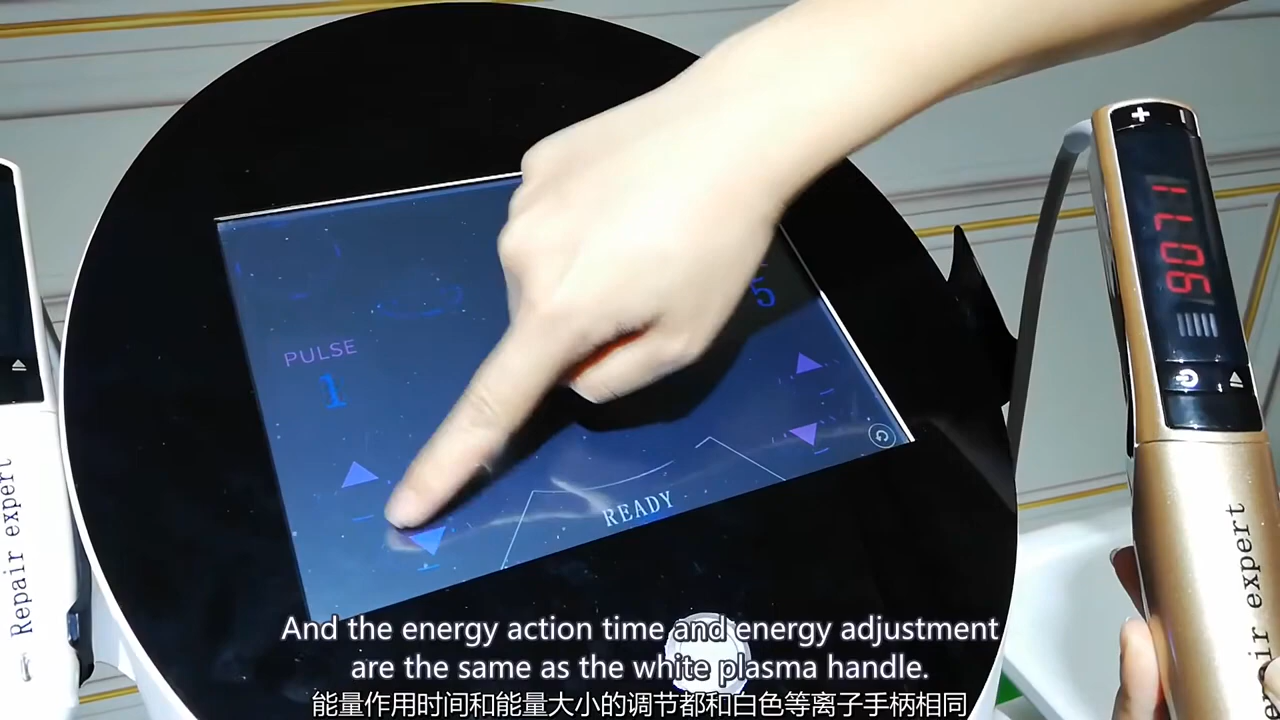 PULSE
1
5
READY
Repair expert
expert
And the energy action time and energy adjustment
are the same as the white plasma handle.
能量作用时间和能量大小的调节都和白色等离子手柄相同